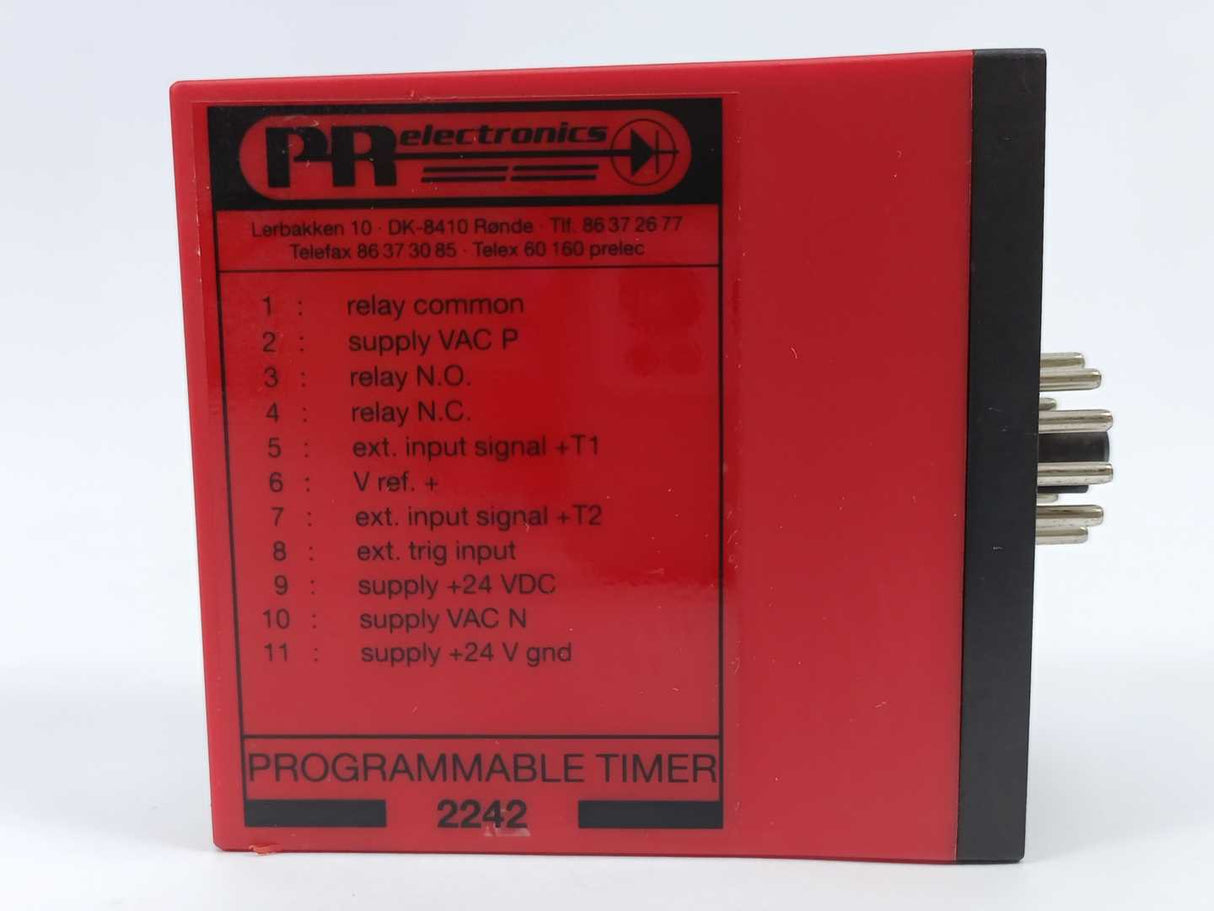 PR electronics
Lerbakken 10 · DK-8410 Rønde · Tlf. 86 37 26 77
Telefax 86 37 30 85 · Telex 60 160 prelec
1 : relay common
2 : supply VAC P
3 : relay N.O.
4 : relay N.C.
5 : ext. input signal +T1
6 : V ref. +
7 : ext. input signal +T2
8 : ext. trig input
9 : supply +24 VDC
10 : supply VAC N
11 : supply +24 V gnd
PROGRAMMABLE TIMER
2242